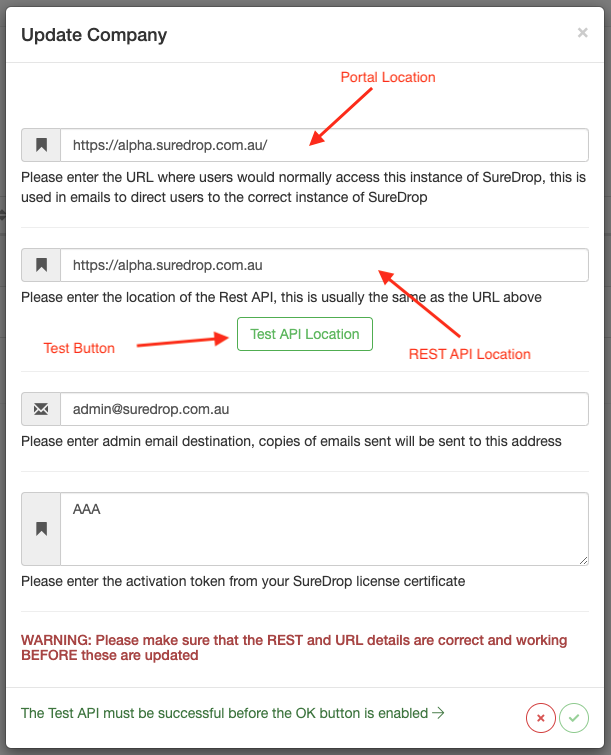 Update Company
Portal Location
https://alpha.suredrop.com.au/
Please enter the URL where users would normally access this instance of SureDrop, this is
used in emails to direct users to the correct instance of SureDrop
https://alpha.suredrop.com.au
Please enter the location of the Rest API, this is usually the same as the URL above
Test API Location
Test Button
REST API Location
admin@suredrop.com.au
Please enter admin email destination, copies of emails sent will be sent to this address
AAA
Please enter the activation token from your SureDrop license certificate
WARNING: Please make sure that the REST and URL details are correct and working
BEFORE these are updated
The Test API must be successful before the OK button is enabled